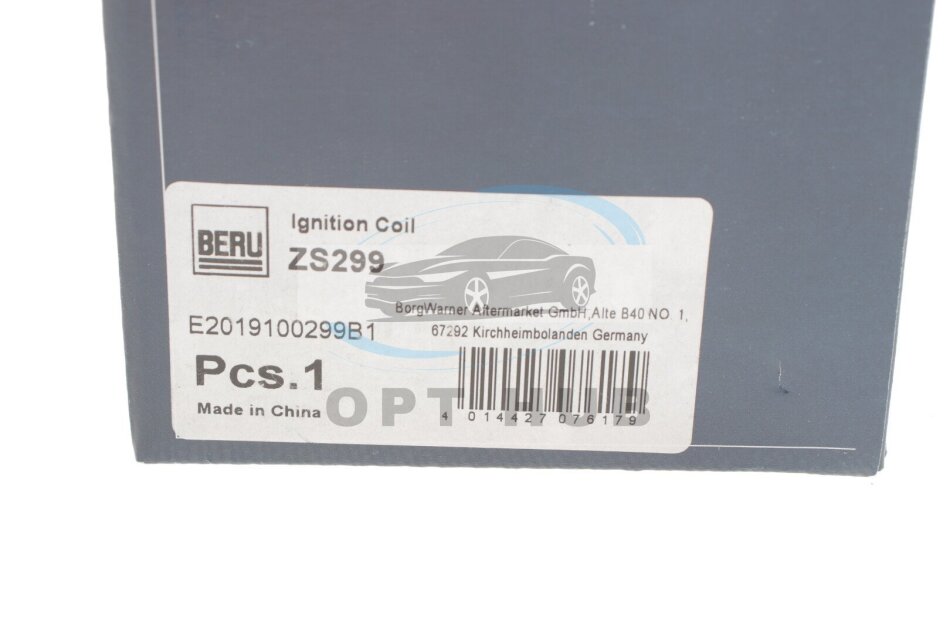 BERU
Ignition Coil
ZS299
BorgWarner Aftermarket GmbH,Alte B40 NO. 1,
67292 Kirchheimbolanden Germany
E2019100299B1
Pcs.1
Made in China
4 014427 076179
OPT HUB